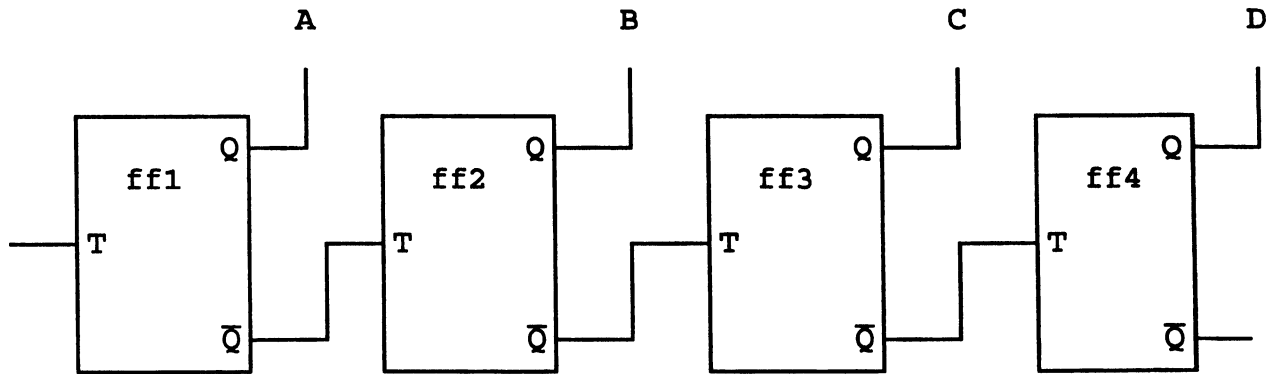 A B C D
Q Q Q Q
ff1 ff2 ff3 ff4
T T T T
Q̅ Q̅ Q̅ Q̅